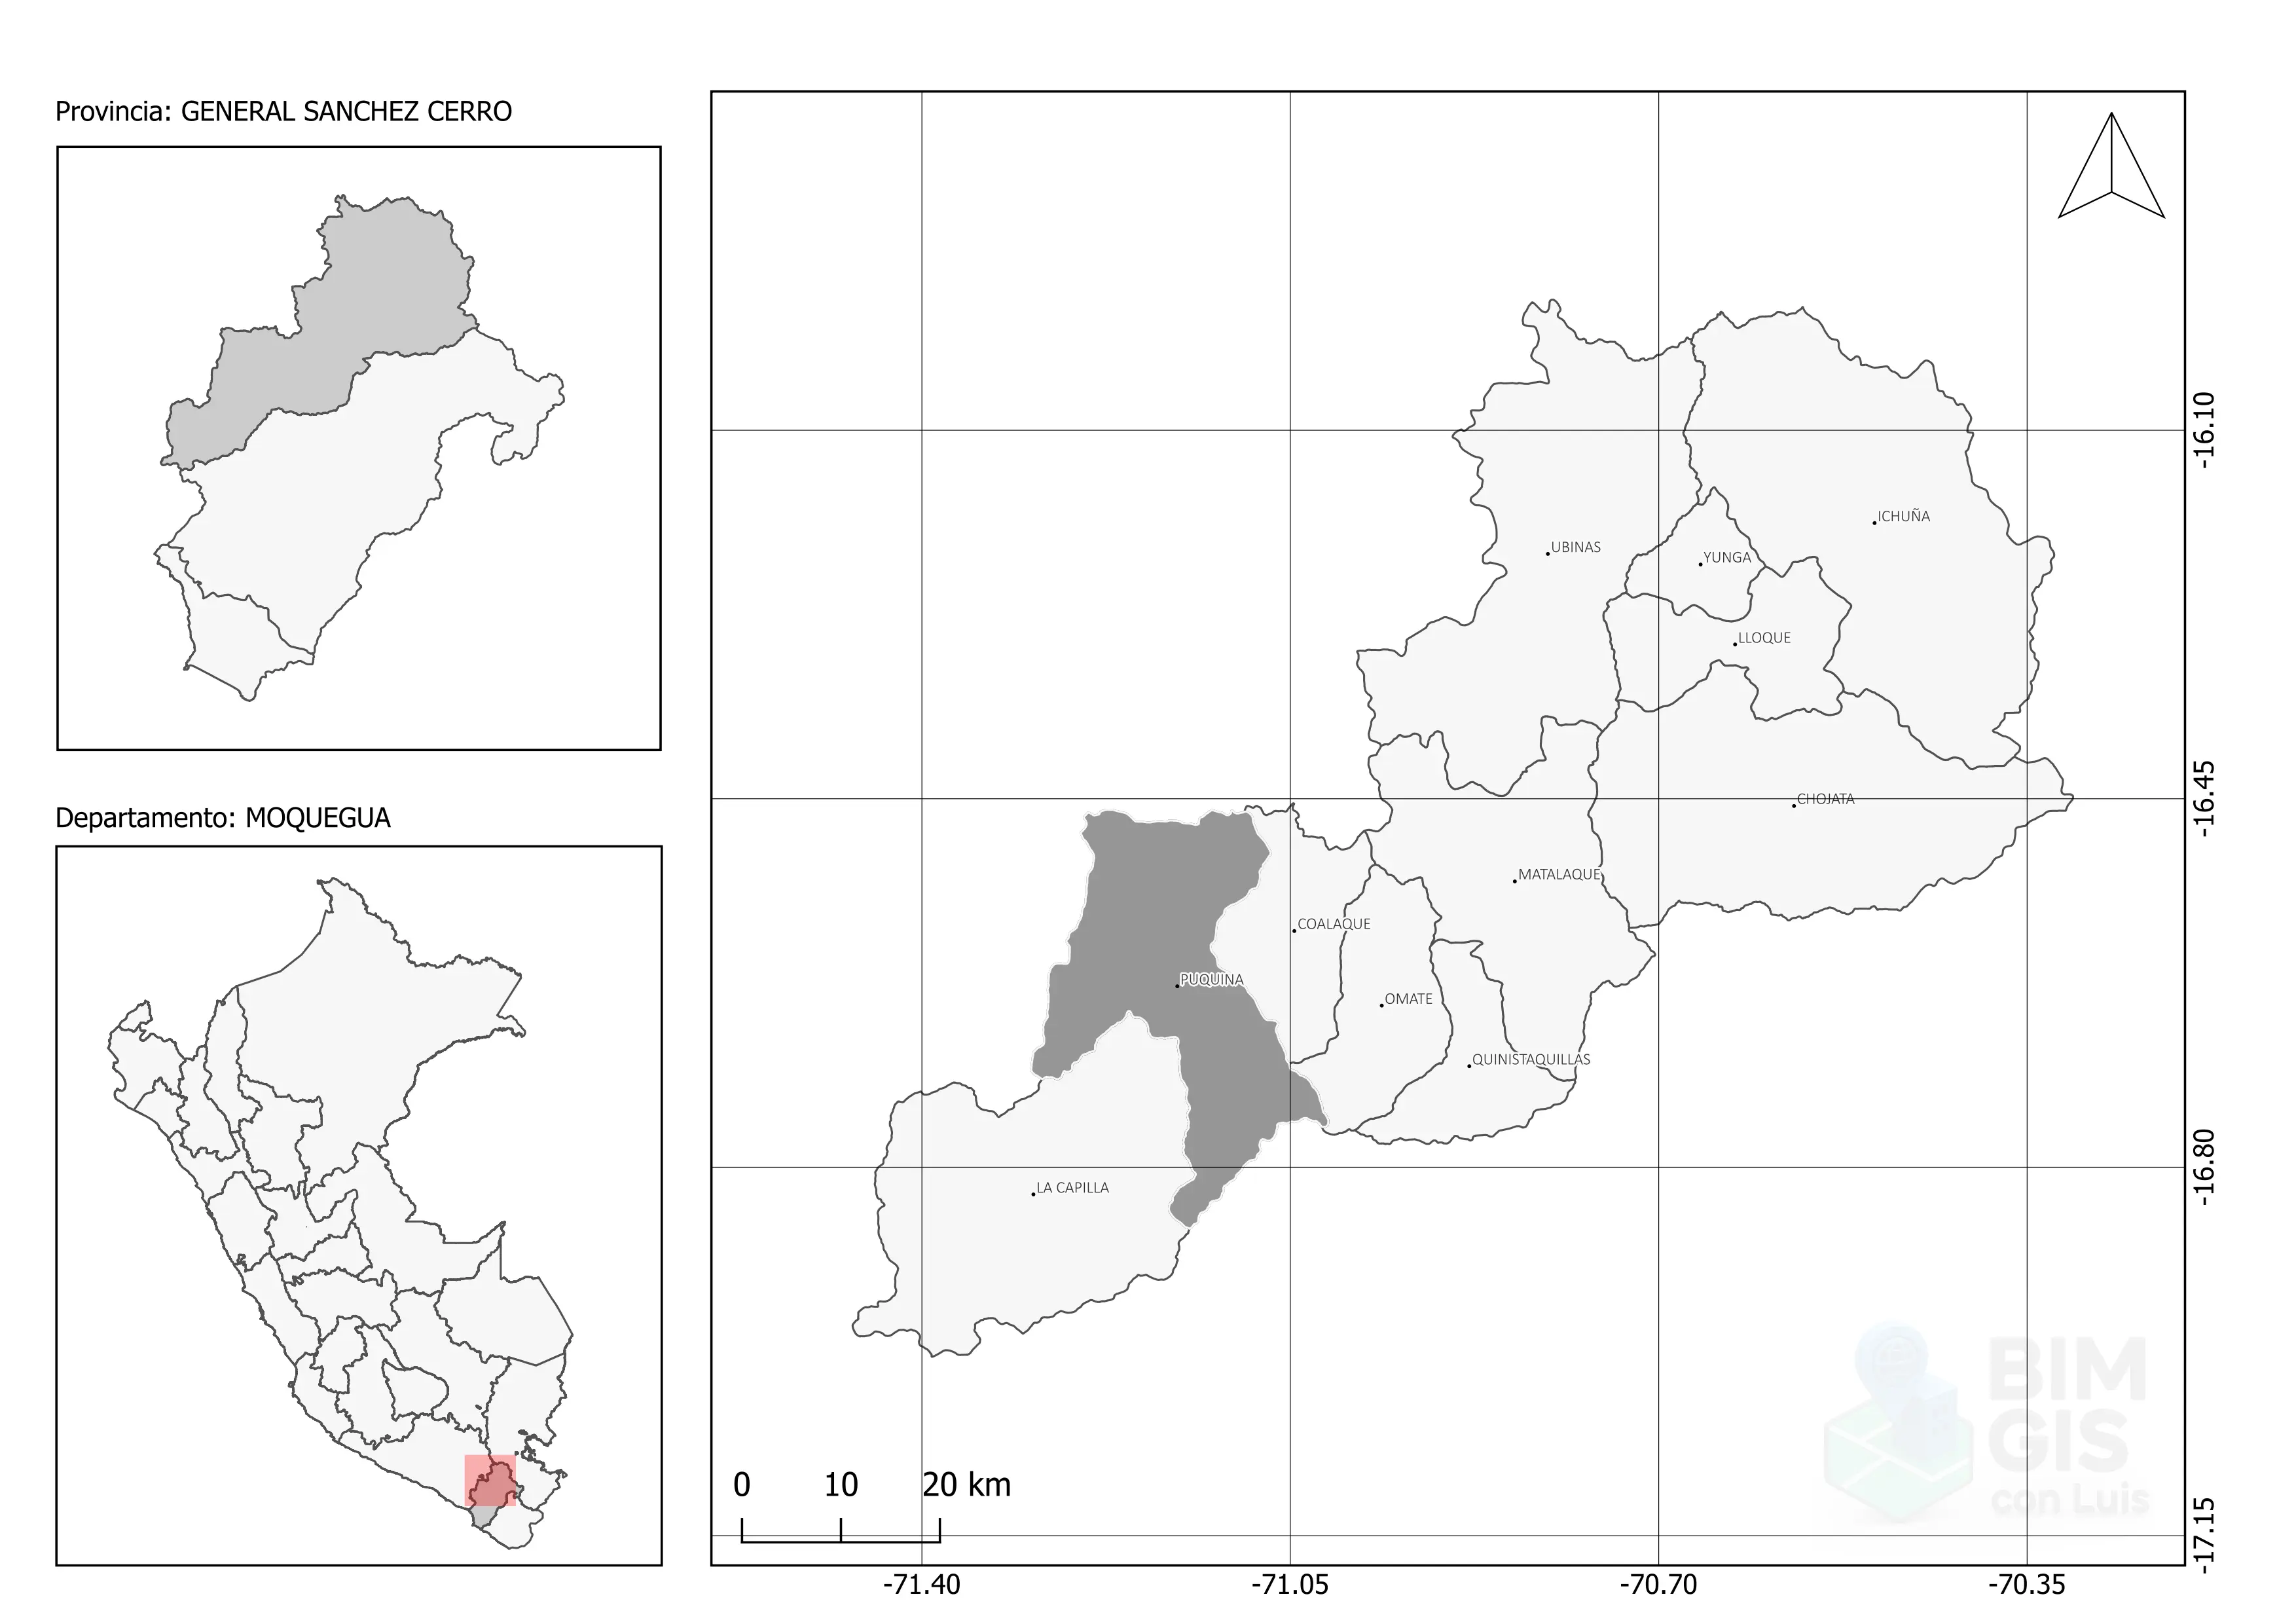 Provincia: GENERAL SANCHEZ CERRO
Departamento: MOQUEGUA
ICHUÑA
UBINAS
YUNGA
LLOQUE
CHOJATA
MATALAQUE
COALAQUE
PUQUINA
OMATE
QUINISTAQUILLAS
LA CAPILLA
-16.10
-16.45
-16.80
-17.15
BIM
GIS
con Luis
0 10 20 km
-71.40 -71.05 -70.70 -70.35